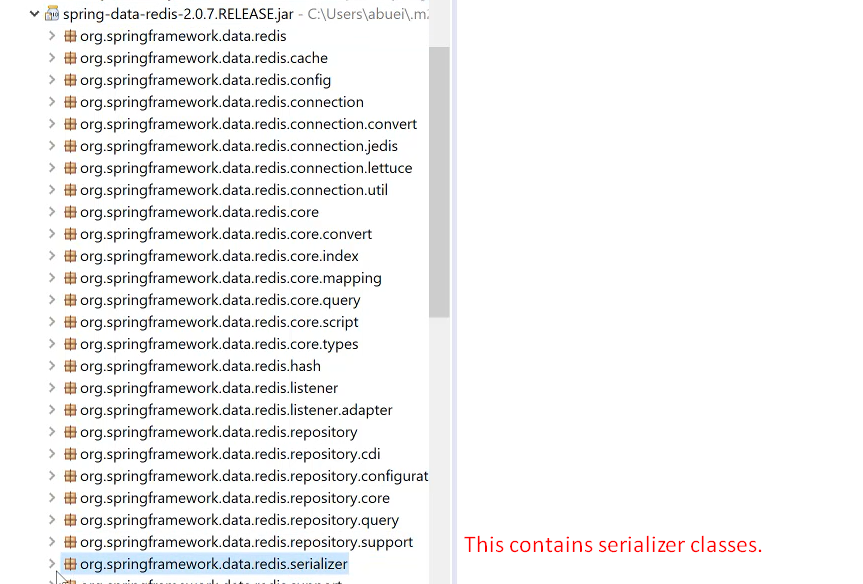 spring-data-redis-2.0.7.RELEASE.jar - C:\Users\abuei\.m2
org.springframework.data.redis
org.springframework.data.redis.cache
org.springframework.data.redis.config
org.springframework.data.redis.connection
org.springframework.data.redis.connection.convert
org.springframework.data.redis.connection.jedis
org.springframework.data.redis.connection.lettuce
org.springframework.data.redis.connection.util
org.springframework.data.redis.core
org.springframework.data.redis.core.convert
org.springframework.data.redis.core.index
org.springframework.data.redis.core.mapping
org.springframework.data.redis.core.query
org.springframework.data.redis.core.script
org.springframework.data.redis.core.types
org.springframework.data.redis.hash
org.springframework.data.redis.listener
org.springframework.data.redis.listener.adapter
org.springframework.data.redis.repository
org.springframework.data.redis.repository.cdi
org.springframework.data.redis.repository.configurat
org.springframework.data.redis.repository.core
org.springframework.data.redis.repository.query
org.springframework.data.redis.repository.support
This contains serializer classes.
org.springframework.data.redis.serializer